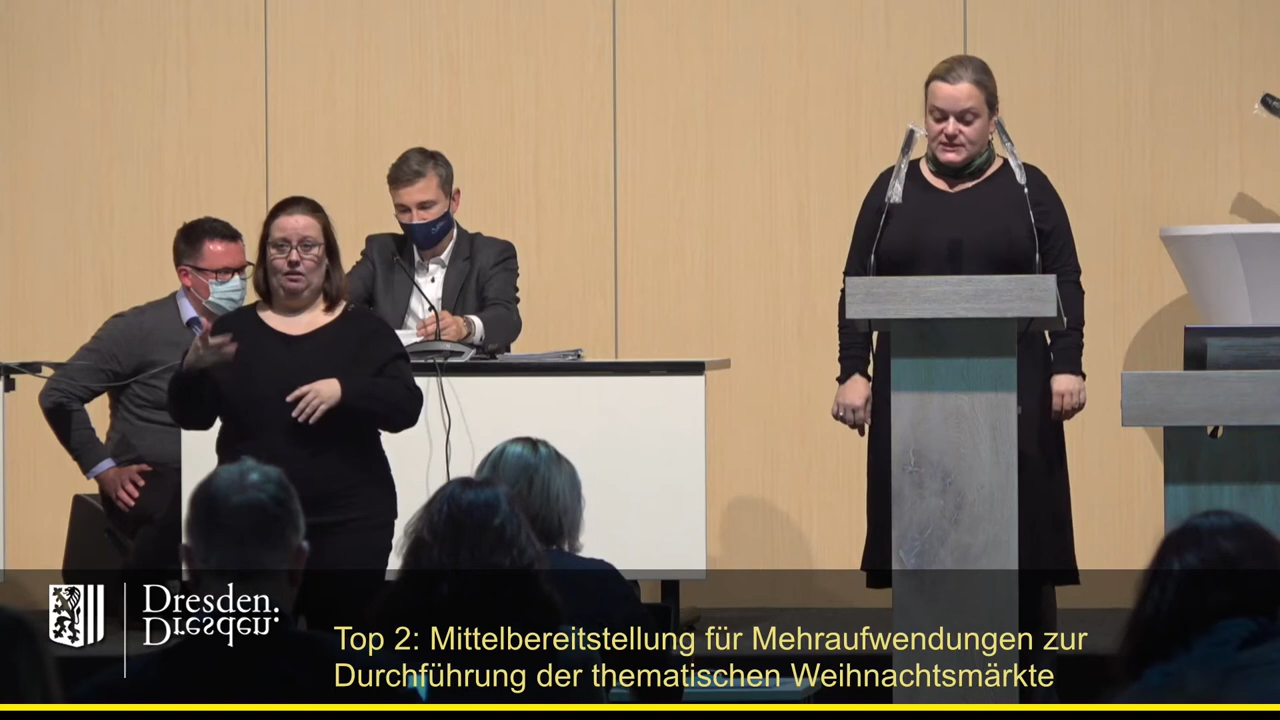 Dresden.
Dresden.
Top 2: Mittelbereitstellung für Mehraufwendungen zur
Durchführung der thematischen Weihnachtsmärkte